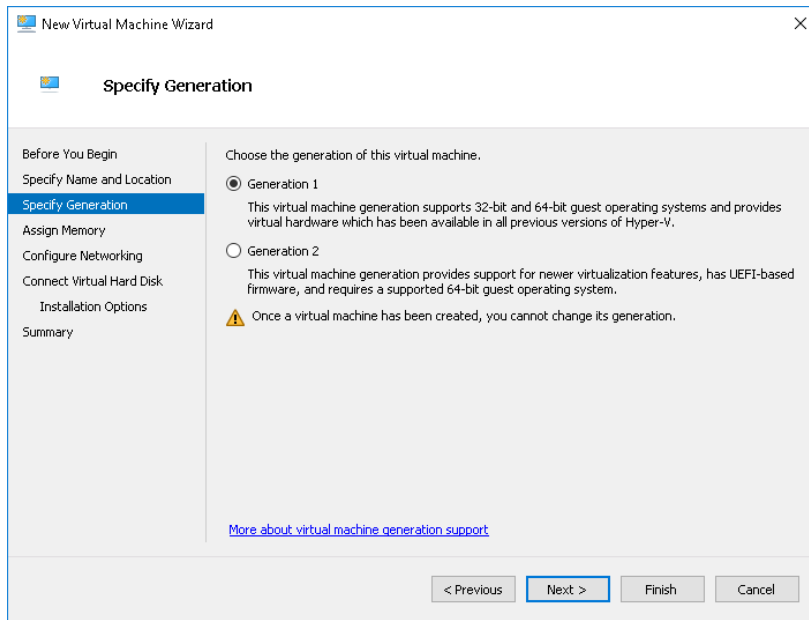 New Virtual Machine Wizard
Specify Generation
Before You Begin
Specify Name and Location
Specify Generation
Assign Memory
Configure Networking
Connect Virtual Hard Disk
Installation Options
Summary
Choose the generation of this virtual machine.
Generation 1
This virtual machine generation supports 32-bit and 64-bit guest operating systems and provides
virtual hardware which has been available in all previous versions of Hyper-V.
Generation 2
This virtual machine generation provides support for newer virtualization features, has UEFI-based
firmware, and requires a supported 64-bit guest operating system.
Once a virtual machine has been created, you cannot change its generation.
More about virtual machine generation support
< Previous
Next >
Finish
Cancel